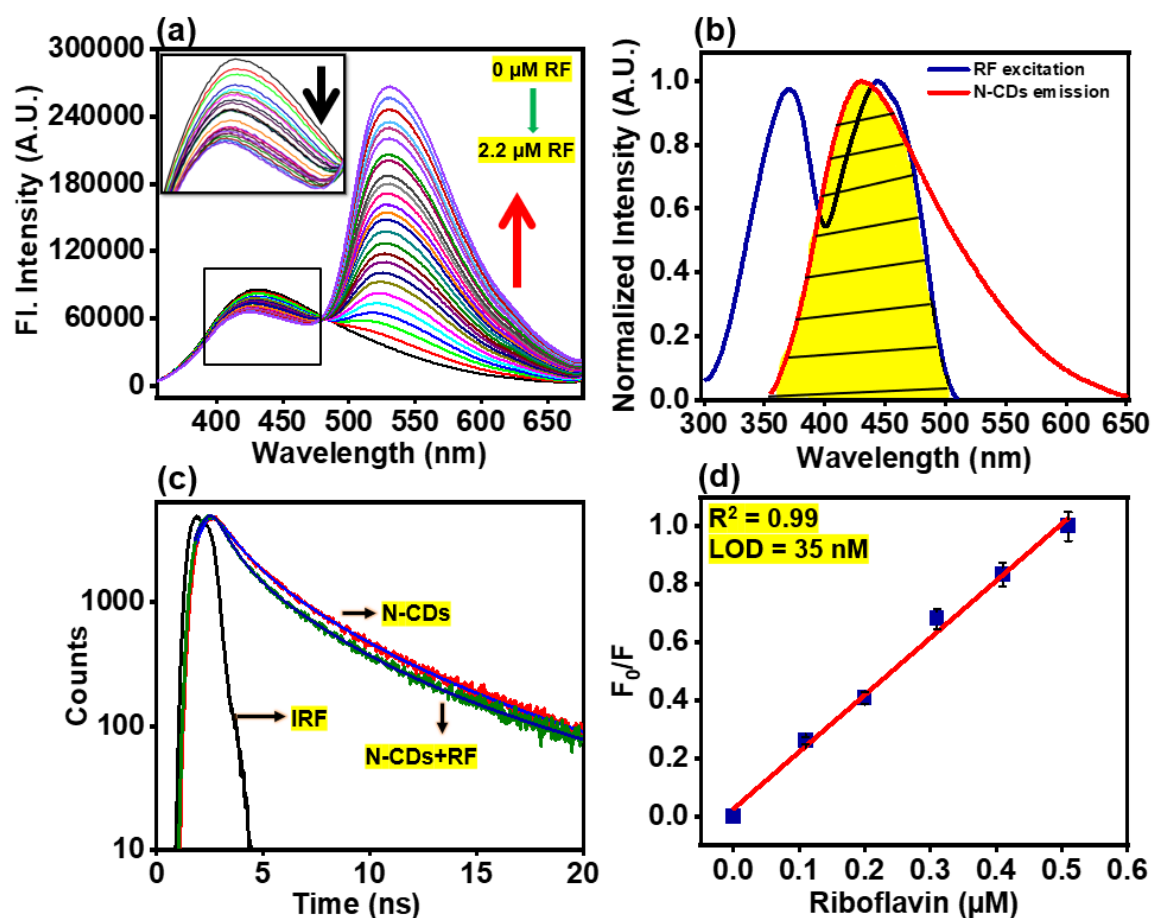 (a)
300000
240000
180000
120000
60000
0
Fl. Intensity (A.U.)
0 µM RF
2.2 µM RF
400 450 500 550 600 650
Wavelength (nm)
(b)
1.0
0.8
0.6
0.4
0.2
0.0
Normalized Intensity (A.U.)
RF excitation
N-CDs emission
300 350 400 450 500 550 600 650
Wavelength (nm)
(c)
1000
100
10
Counts
N-CDs
IRF
N-CDs+RF
0 5 10 15 20
Time (ns)
(d)
R² = 0.99
LOD = 35 nM
1.0
0.8
0.6
0.4
0.2
0.0
F₀/F
0.0 0.1 0.2 0.3 0.4 0.5 0.6
Riboflavin (µM)